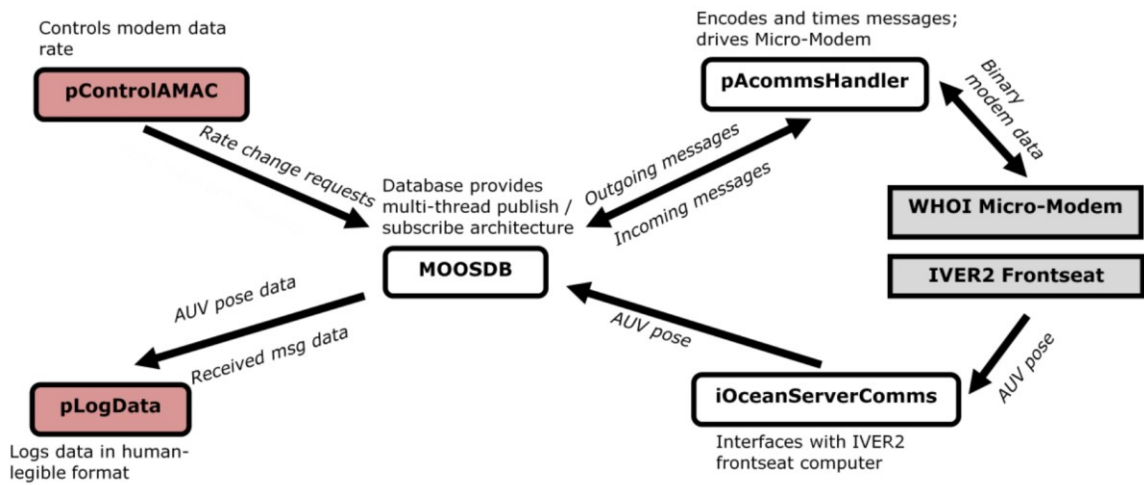 Controls modem data
rate
pControlAMAC
Rate change requests
Encodes and times messages;
drives Micro-Modem
pAcommsHandler
Binary
modem data
Outgoing messages
Incoming messages
Database provides
multi-thread publish /
subscribe architecture
MOOSDB
WHOI Micro-Modem
IVER2 Frontseat
AUV pose data
Received msg data
AUV pose
AUV pose
pLogData
Logs data in human-
legible format
iOceanServerComms
Interfaces with IVER2
frontseat computer